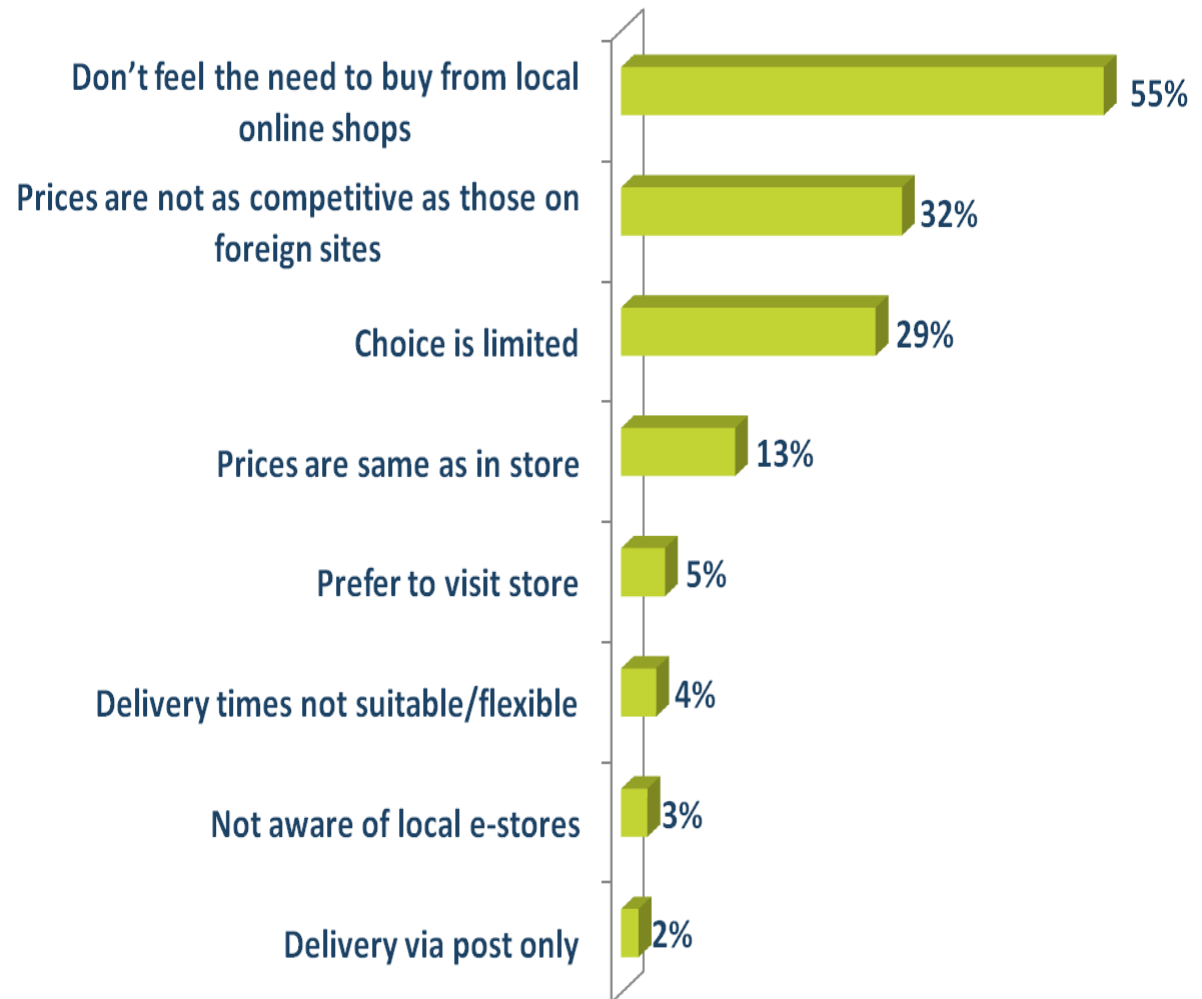 Don't feel the need to buy from local
online shops
55%
Prices are not as competitive as those on
foreign sites
32%
Choice is limited
29%
Prices are same as in store
13%
Prefer to visit store
5%
Delivery times not suitable/flexible
4%
Not aware of local e-stores
3%
Delivery via post only
2%